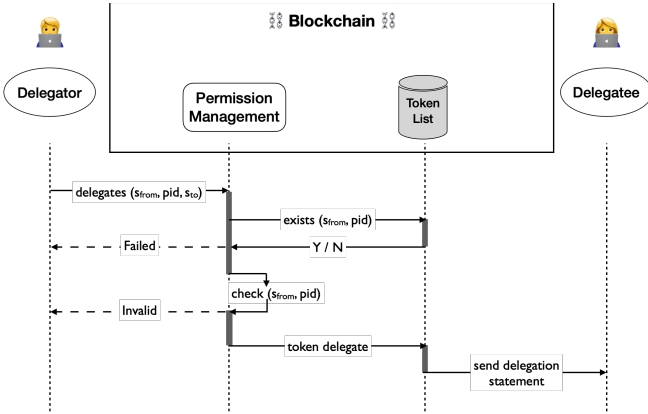 ⛓ Blockchain ⛓
Delegator
Permission
Management
Token
List
Delegatee
delegates (sfrom, pid, sto)
exists (sfrom, pid)
Failed
Y / N
check (sfrom, pid)
Invalid
token delegate
send delegation
statement